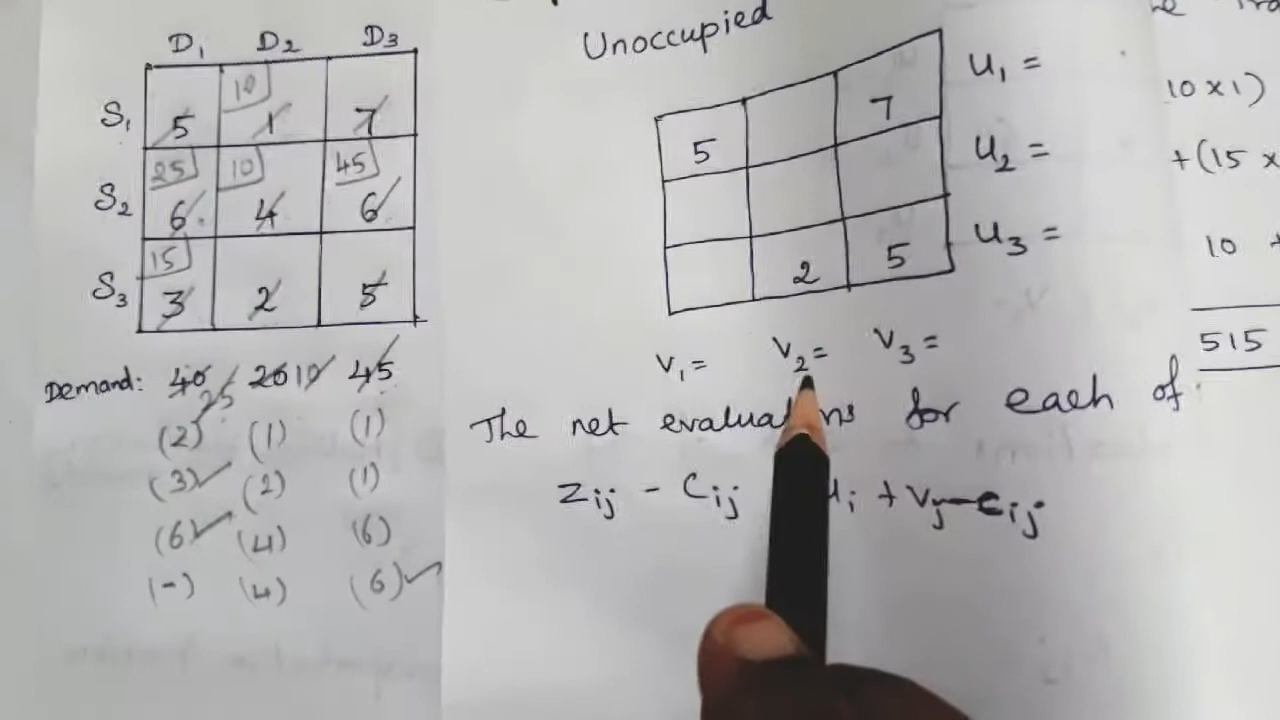 D1 D2 D3
S1 5 10 1 7
S2 25 6 10 4 45 6
S3 15 3 2 5
Demand: 40 25 20 10 45
(2) (1) (1)
(3)✓ (2) (1)
(6)✓ (4) (6)
(-) (4) (6)✓
Unoccupied
5 7
2 5
u1 =
u2 =
u3 =
v1 = v2 = v3 =
The net for each of
zij - cij + vj - cij
10 x 1)
+(15 x
10 +
515